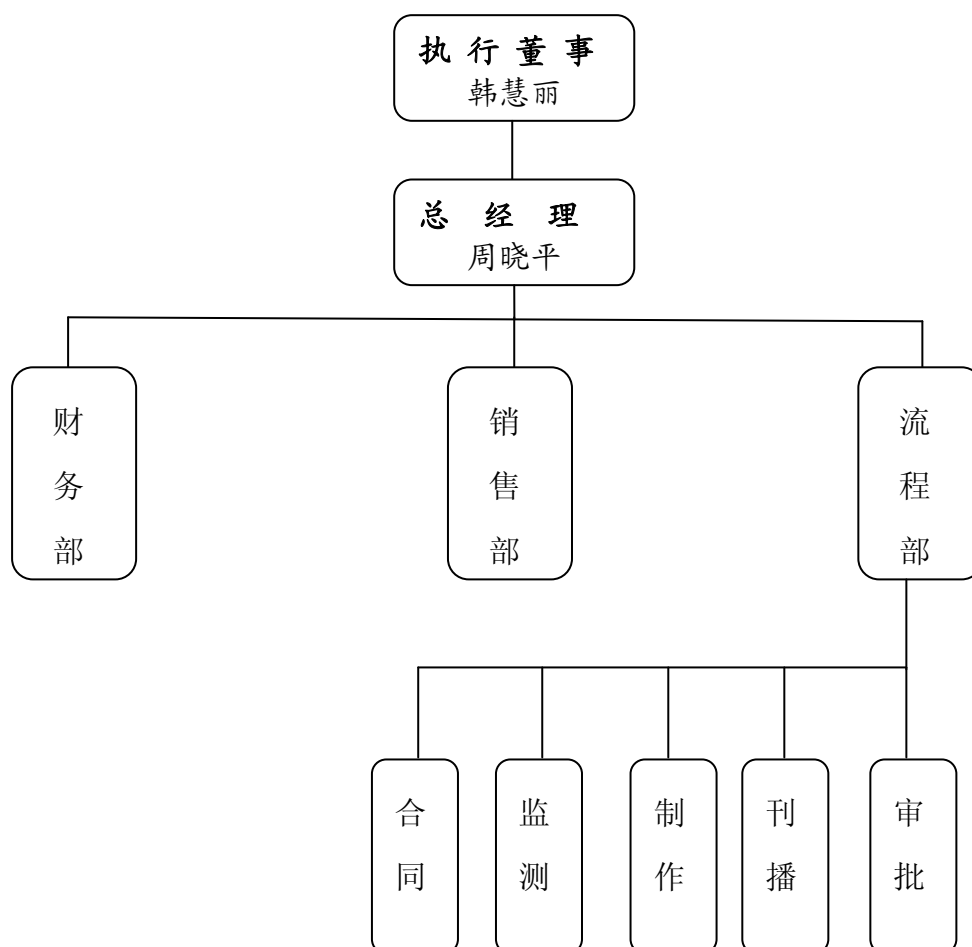 执行董事
韩慧丽
总经理
周晓平
财务部
销售部
流程部
合同
监测
制作
刊播
审批